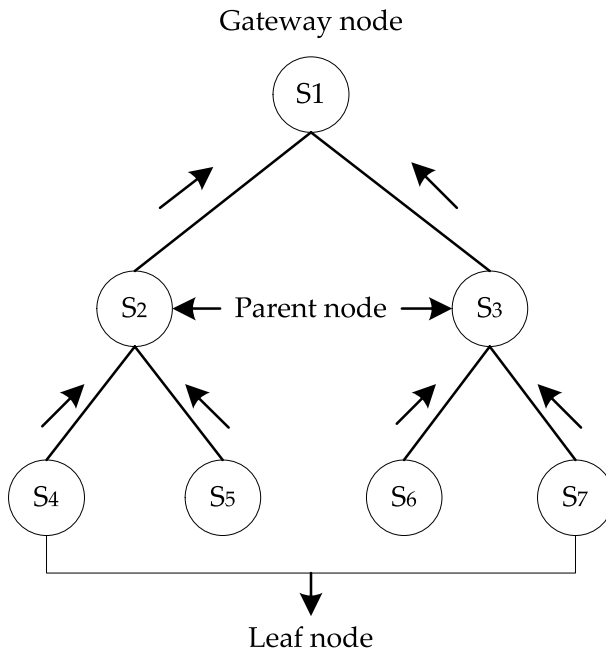 Gateway node
S1
S2
Parent node
S3
S4
S5
S6
S7
Leaf node